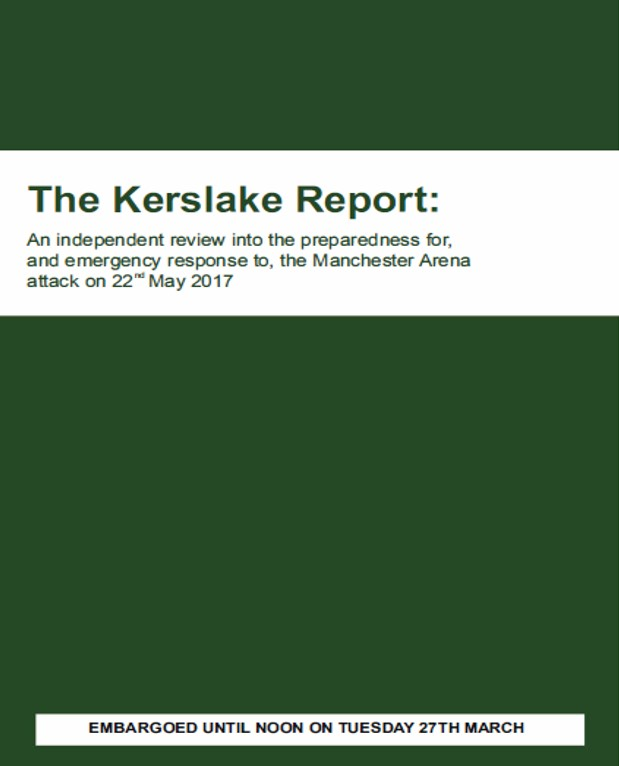 The Kerslake Report:
An independent review into the preparedness for,
and emergency response to, the Manchester Arena
attack on 22nd May 2017
EMBARGOED UNTIL NOON ON TUESDAY 27TH MARCH